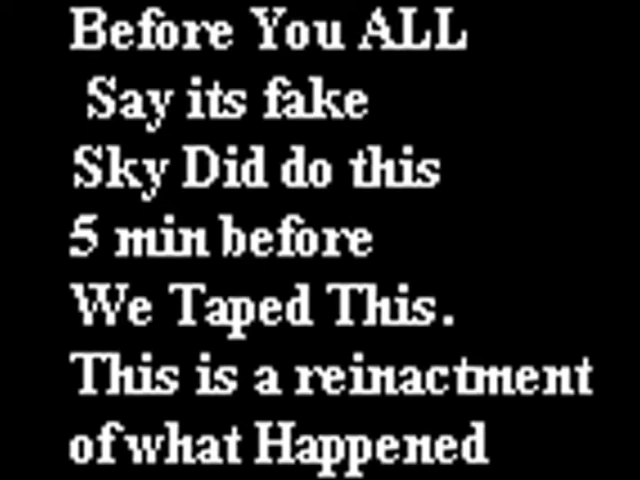 Before You ALL
Say its fake
Sky Did do this
5 min before
We Taped This.
This is a reinactment
of what Happened